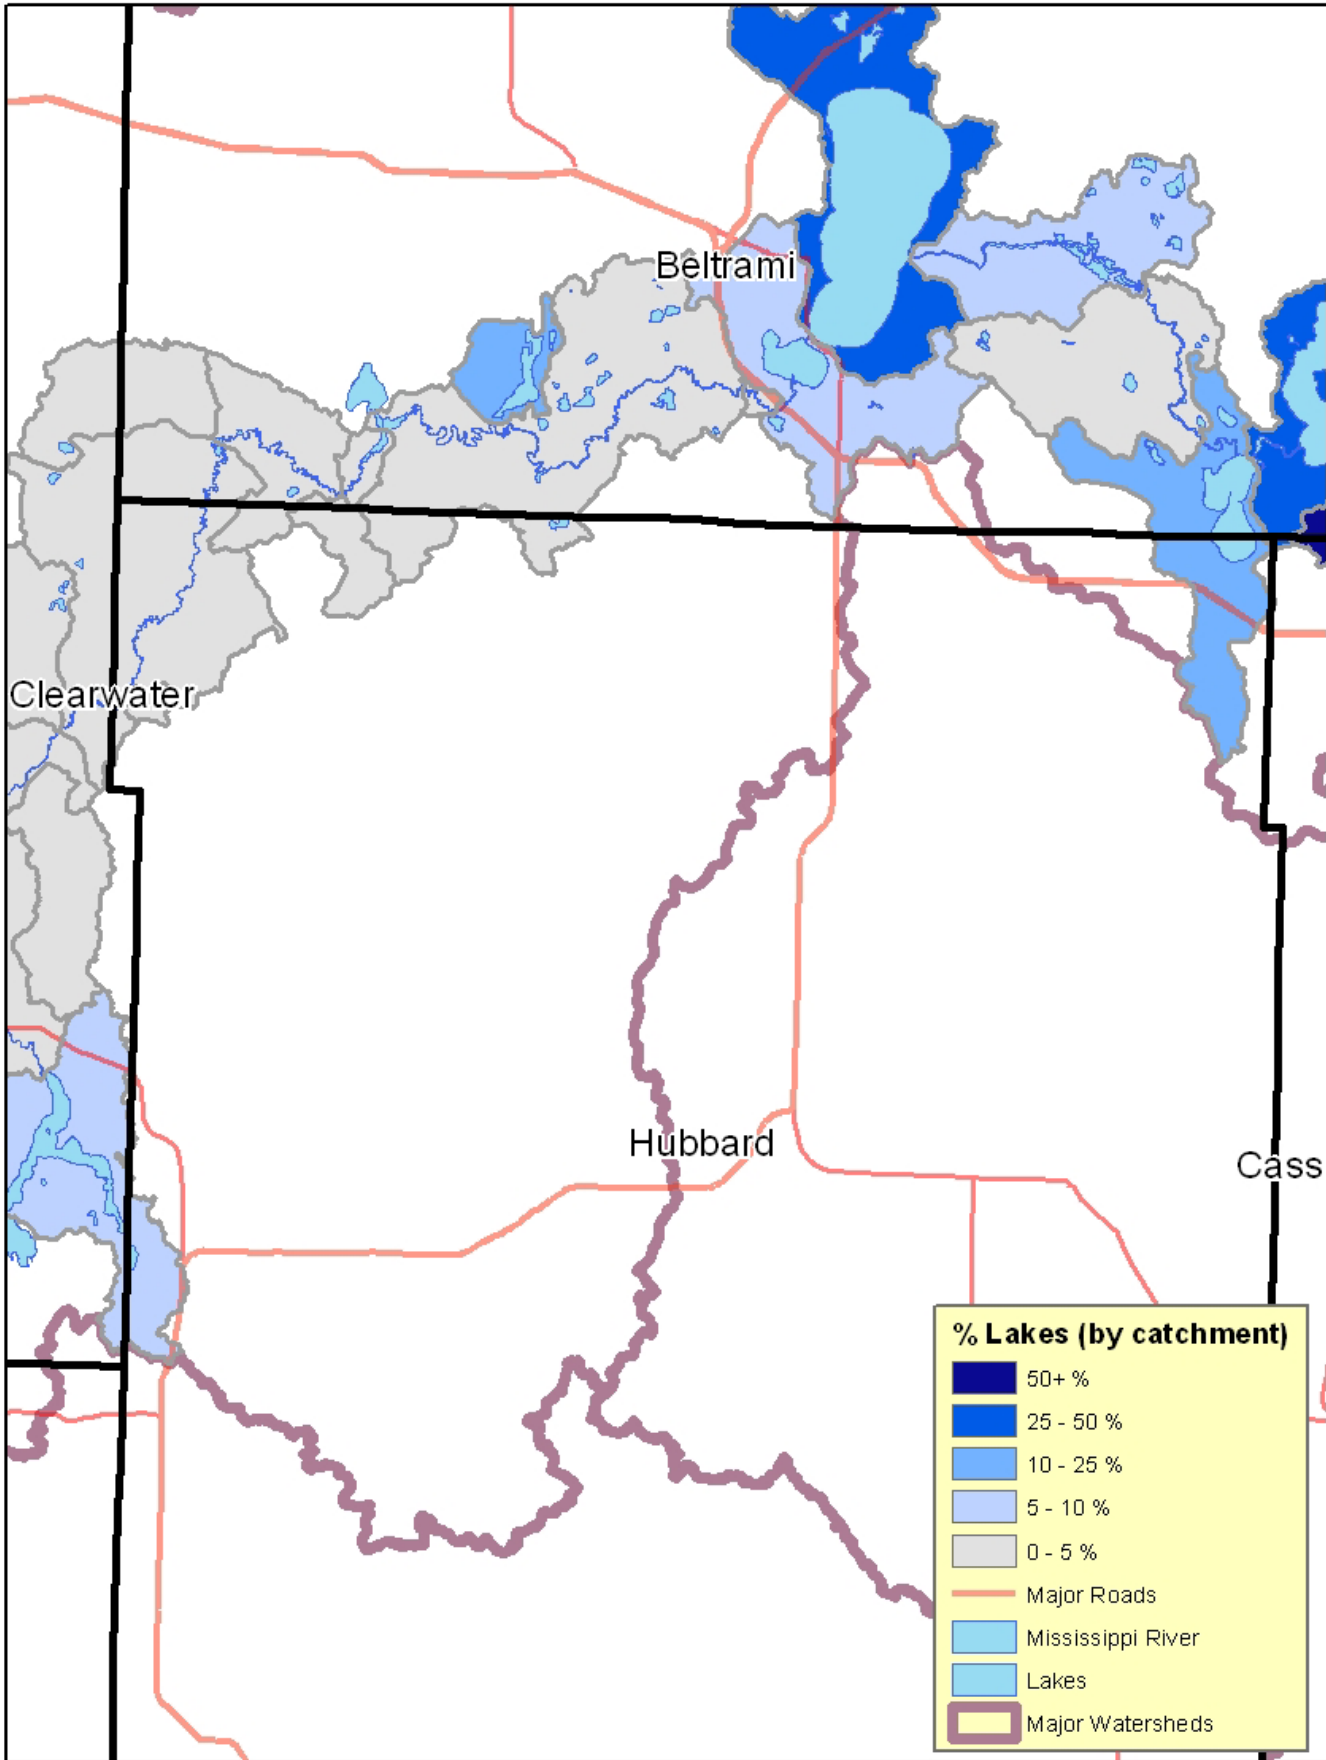 Beltrami
Clearwater
Hubbard
Cass
% Lakes (by catchment)
50+ %
25 - 50 %
10 - 25 %
5 - 10 %
0 - 5 %
Major Roads
Mississippi River
Lakes
Major Watersheds